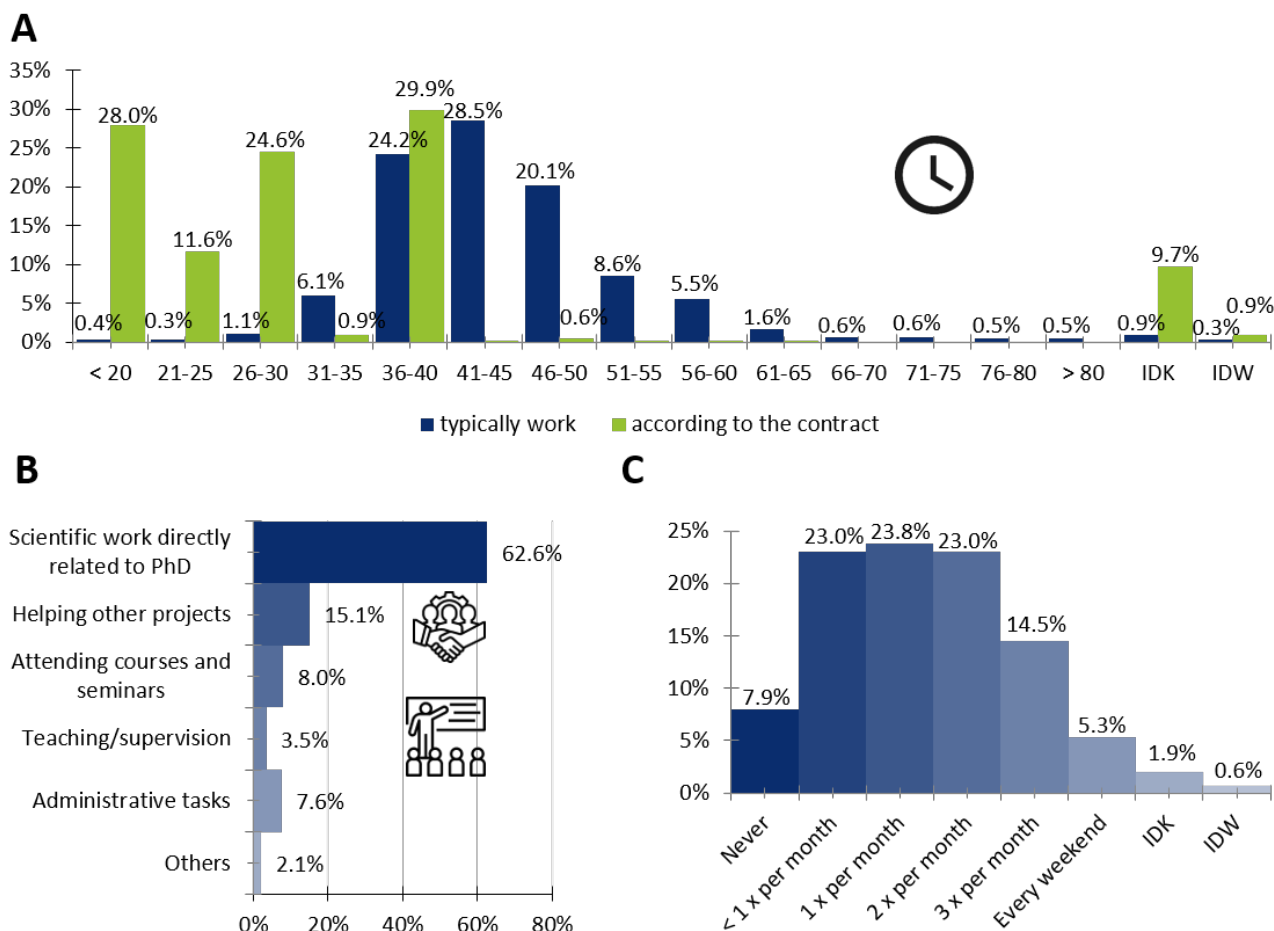 A
35%
30%
25%
20%
15%
10%
5%
0%
28.0%
11.6%
24.6%
29.9%
24.2%
28.5%
20.1%
6.1%
8.6%
5.5%
9.7%
0.4%
0.3%
1.1%
0.9%
0.6%
1.6%
0.6%
0.6%
0.5%
0.5%
0.9%
0.3%
0.9%
< 20 21-25 26-30 31-35 36-40 41-45 46-50 51-55 56-60 61-65 66-70 71-75 76-80 > 80 IDK IDW
typically work according to the contract
B
Scientific work directly
related to PhD
62.6%
Helping other projects
15.1%
Attending courses and
seminars
8.0%
Teaching/supervision
3.5%
Administrative tasks
7.6%
Others
2.1%
0% 20% 40% 60% 80%
C
25%
20%
15%
10%
5%
0%
7.9%
23.0%
23.8%
23.0%
14.5%
5.3%
1.9%
0.6%
Never
< 1 x per month
1 x per month
2 x per month
3 x per month
Every weekend
IDK
IDW